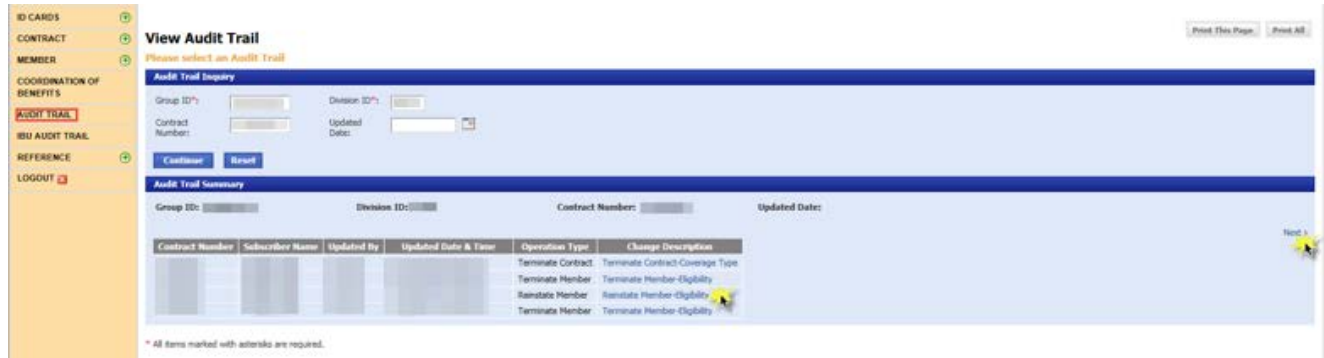 ID CARDS
CONTRACT
MEMBER
COORDINATION OF
BENEFITS
AUDIT TRAIL
IBU AUDIT TRAIL
REFERENCE
LOGOUT
Print This Page Print All
View Audit Trail
Please select an Audit Trail
Audit Trail Inquiry
Group ID*: Division ID*:
Contract
Number:
Updated
Date:
Continue Reset
Audit Trail Summary
Group ID: Division ID: Contract Number: Updated Date:
Next >
Contract Number Subscriber Name Updated By Updated Date & Time Operation Type Change Description
Terminate Contract Terminate Contract-Coverage Type
Terminate Member Terminate Member-Eligibility
Reinstate Member Reinstate Member-Eligibility
Terminate Member Terminate Member-Eligibility
* All items marked with asterisks are required.